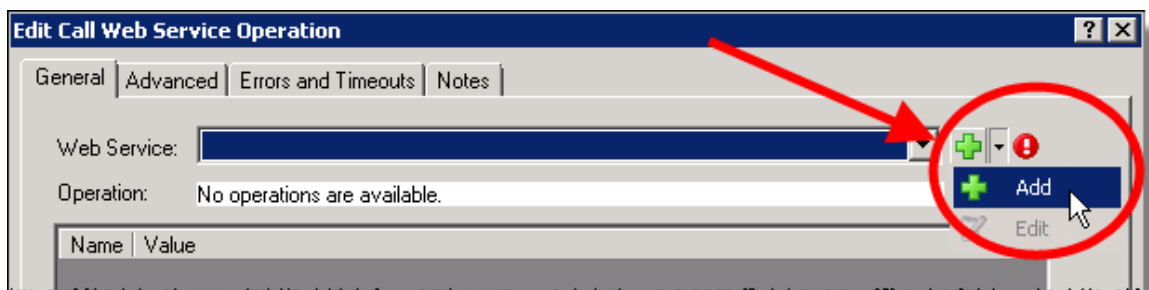 Edit Call Web Service Operation
General Advanced Errors and Timeouts Notes
Web Service:
Add
Operation: No operations are available.
Edit
Name Value